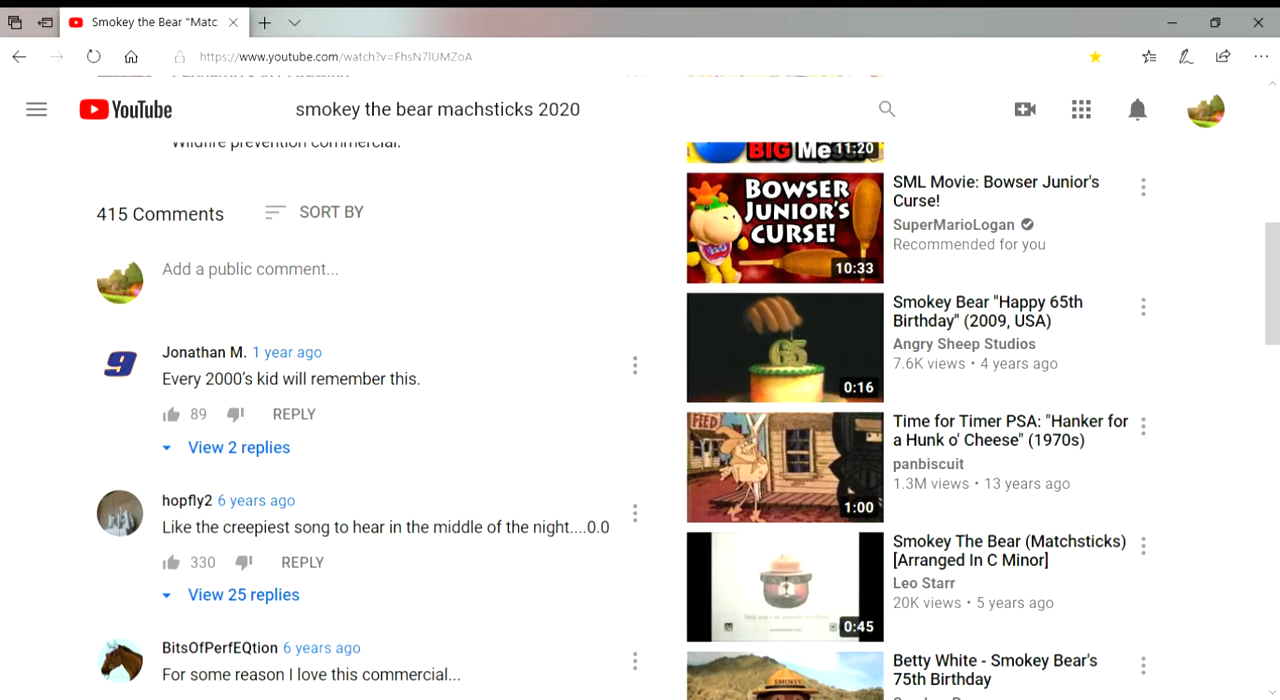 Smokey the Bear "Matc
https://www.youtube.com/watch?v=FhsN7lUMZoA
YouTube
smokey the bear machsticks 2020
Wildfire prevention commercial.
415 Comments
SORT BY
Add a public comment...
Jonathan M. 1 year ago
Every 2000's kid will remember this.
89 REPLY
View 2 replies
hopfly2 6 years ago
Like the creepiest song to hear in the middle of the night....0.0
330 REPLY
View 25 replies
BitsOfPerfEQtion 6 years ago
For some reason I love this commercial...
BIG Me
11:20
BOWSER
JUNIOR'S
CURSE!
10:33
SML Movie: Bowser Junior's
Curse!
SuperMarioLogan
Recommended for you
65
0:16
Smokey Bear "Happy 65th
Birthday" (2009, USA)
Angry Sheep Studios
7.6K views • 4 years ago
FEED
1:00
Time for Timer PSA: "Hanker for
a Hunk o' Cheese" (1970s)
panbiscuit
1.3M views • 13 years ago
0:45
Smokey The Bear (Matchsticks)
[Arranged In C Minor]
Leo Starr
20K views • 5 years ago
SMOKEY
Betty White - Smokey Bear's
75th Birthday